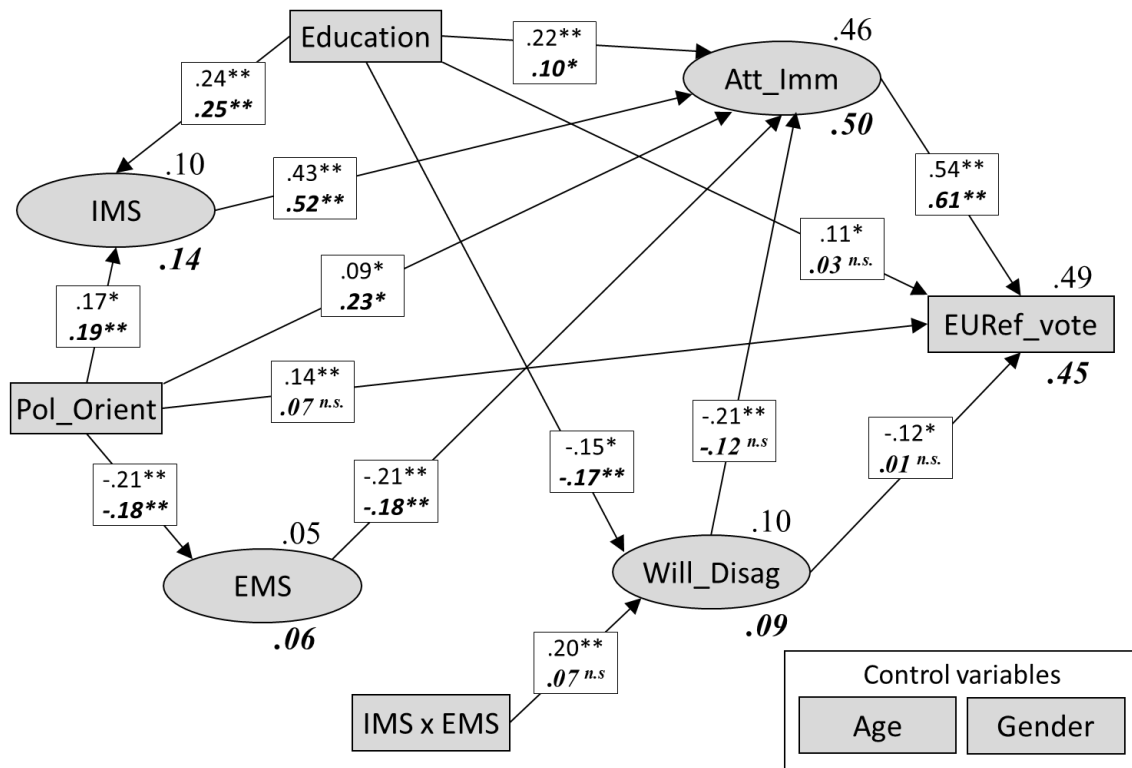 Education
.22**
.10*
.46
Att_Imm
.50
.24**
.25**
.10
IMS
.14
.43**
.52**
.54**
.61**
.17*
.19**
.09*
.23*
.11*
.03 n.s.
.49
EURef_vote
.45
Pol_Orient
.14**
.07 n.s.
-.21**
-.18**
-.21**
-.18**
-.15*
-.17**
-.21**
-.12 n.s
-.12*
.01 n.s.
.05
EMS
.06
.10
Will_Disag
.09
.20**
.07 n.s
IMS x EMS
Control variables
Age
Gender